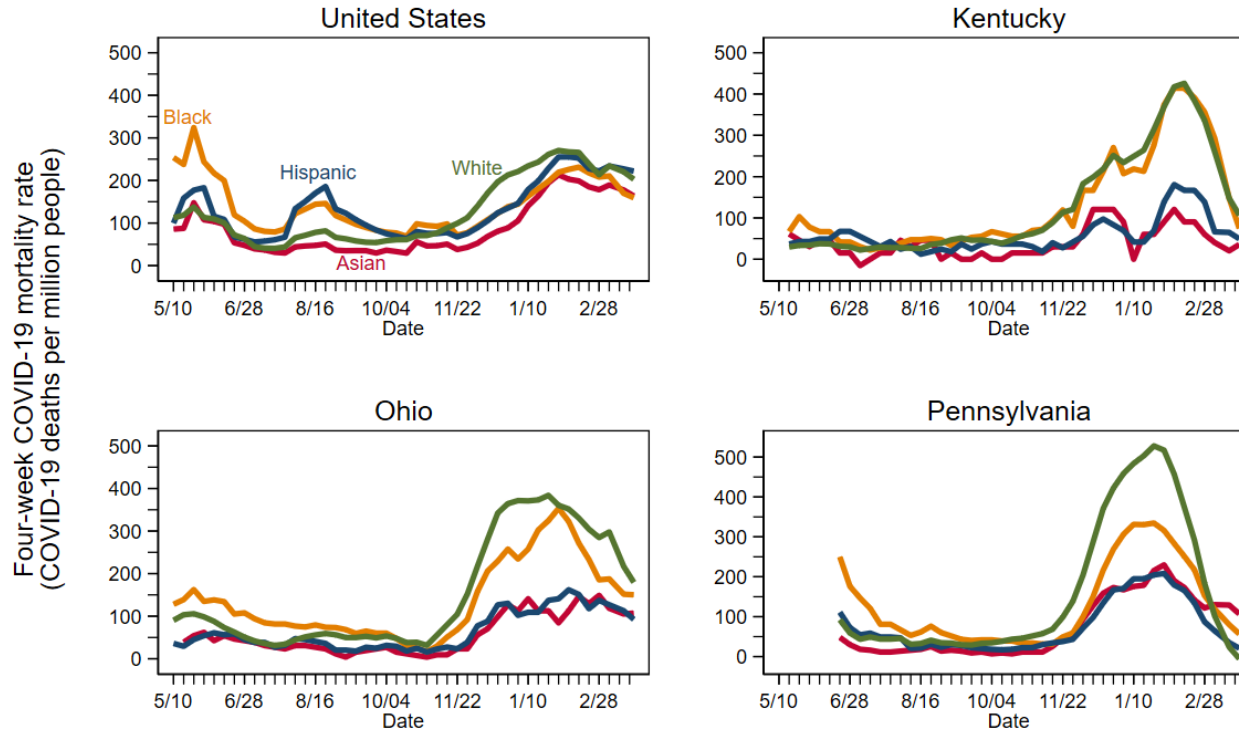 United States
Kentucky
Four-week COVID-19 mortality rate
(COVID-19 deaths per million people)
500
400
300
200
100
0
Black
Hispanic
White
Asian
5/10 6/28 8/16 10/04 11/22 1/10 2/28
Date
500
400
300
200
100
0
5/10 6/28 8/16 10/04 11/22 1/10 2/28
Date
Ohio
Pennsylvania
500
400
300
200
100
0
5/10 6/28 8/16 10/04 11/22 1/10 2/28
Date
500
400
300
200
100
0
5/10 6/28 8/16 10/04 11/22 1/10 2/28
Date